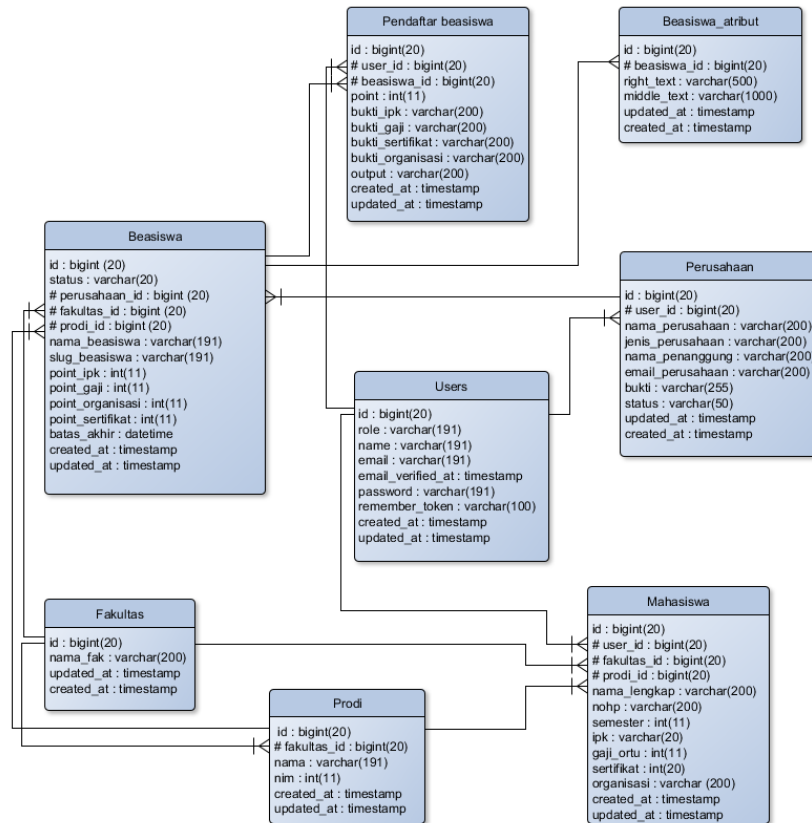 Pendaftar beasiswa
id : bigint(20)
# user_id : bigint(20)
# beasiswa_id : bigint(20)
point : int(11)
bukti_ipk : varchar(200)
bukti_gaji : varchar(200)
bukti_sertifikat : varchar(200)
bukti_organisasi : varchar(200)
output : varchar(200)
created_at : timestamp
updated_at : timestamp
Beasiswa_atribut
id : bigint(20)
# beasiswa_id : bigint(20)
right_text : varchar(500)
middle_text : varchar(1000)
updated_at : timestamp
created_at : timestamp
Beasiswa
id : bigint (20)
status : varchar(20)
# perusahaan_id : bigint (20)
# fakultas_id : bigint (20)
# prodi_id : bigint (20)
nama_beasiswa : varchar(191)
slug_beasiswa : varchar(191)
point_ipk : int(11)
point_gaji : int(11)
point_organisasi : int(11)
point_sertifikat : int(11)
batas_akhir : datetime
created_at : timestamp
updated_at : timestamp
Perusahaan
id : bigint(20)
# user_id : bigint(20)
nama_perusahaan : varchar(200)
jenis_perusahaan : varchar(200)
nama_penanggung : varchar(200
email_perusahaan : varchar(200)
bukti : varchar(255)
status : varchar(50)
updated_at : timestamp
created_at : timestamp
Users
id : bigint(20)
role : varchar(191)
name : varchar(191)
email : varchar(191)
email_verified_at : timestamp
password : varchar(191)
remember_token : varchar(100)
created_at : timestamp
updated_at : timestamp
Fakultas
id : bigint(20)
nama_fak : varchar(200)
updated_at : timestamp
created_at : timestamp
Prodi
id : bigint(20)
# fakultas_id : bigint(20)
nama : varchar(191)
nim : int(11)
created_at : timestamp
updated_at : timestamp
Mahasiswa
id : bigint(20)
# user_id : bigint(20)
# fakultas_id : bigint(20)
# prodi_id : bigint(20)
nama_lengkap : varchar(200)
nohp : varchar(200)
semester : int(11)
ipk : varchar(20)
gaji_ortu : int(11)
sertifikat : int(20)
organisasi : varchar (200)
created_at : timestamp
updated_at : timestamp